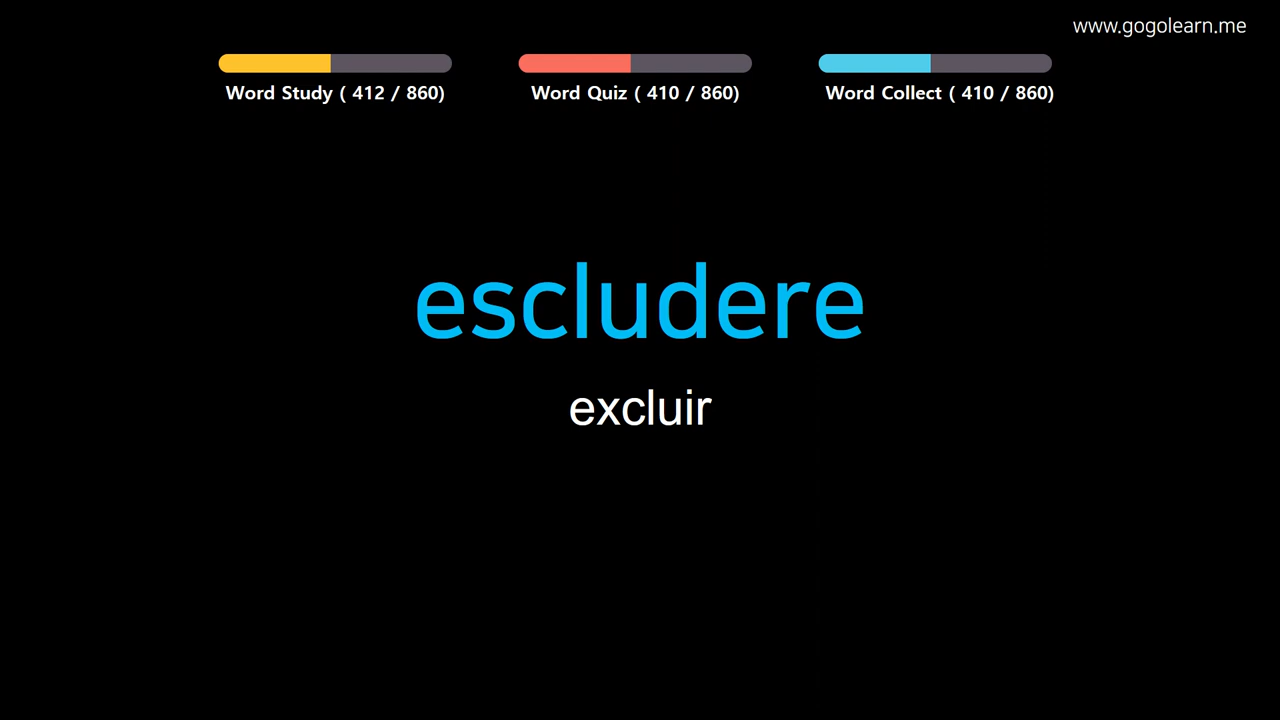 www.gogolearn.me
Word Study ( 412 / 860)
Word Quiz ( 410 / 860)
Word Collect ( 410 / 860)
escludere
excluir